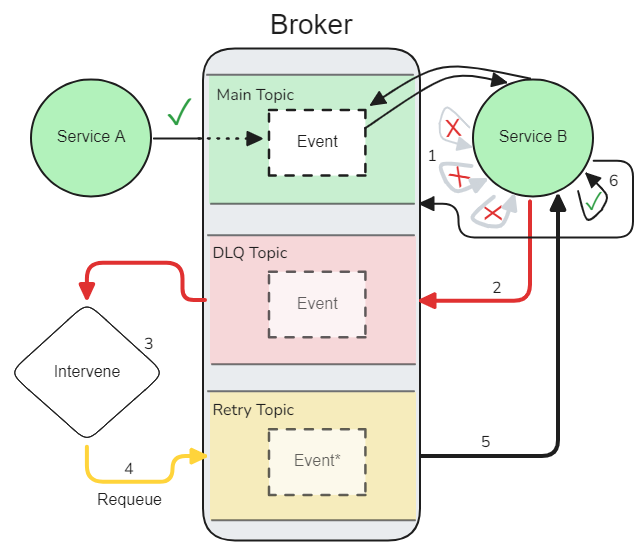 Broker
Main Topic
Service A
Event
Service B
1
6
DLQ Topic
Event
2
3
Intervene
Retry Topic
Event*
4
5
Requeue